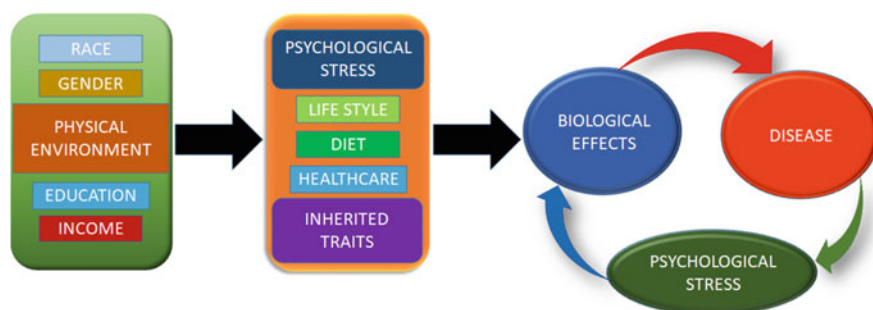 RACE
GENDER
PHYSICAL
ENVIRONMENT
EDUCATION
INCOME
PSYCHOLOGICAL
STRESS
LIFE STYLE
DIET
HEALTHCARE
INHERITED
TRAITS
BIOLOGICAL
EFFECTS
DISEASE
PSYCHOLOGICAL
STRESS